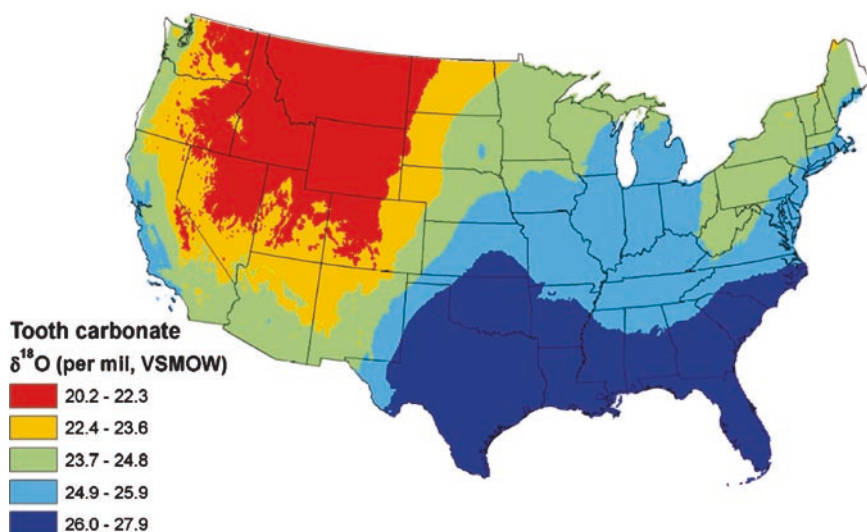 Tooth carbonate
δ¹⁸O (per mil, VSMOW)
20.2 - 22.3
22.4 - 23.6
23.7 - 24.8
24.9 - 25.9
26.0 - 27.9